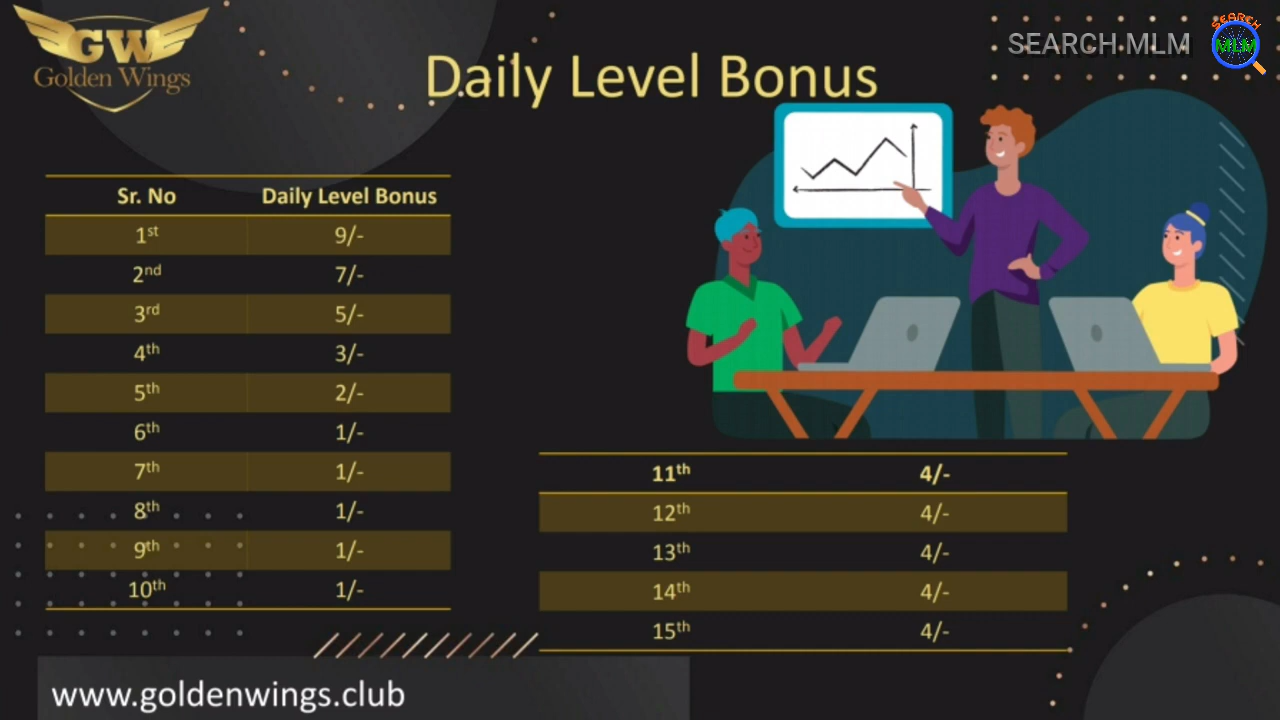 GW
Golden Wings
Daily Level Bonus
SEARCH MLM
SEARCH
MLM
Sr. No Daily Level Bonus
1st 9/-
2nd 7/-
3rd 5/-
4th 3/-
5th 2/-
6th 1/-
7th 1/-
8th 1/-
9th 1/-
10th 1/-
11th 4/-
12th 4/-
13th 4/-
14th 4/-
15th 4/-
www.goldenwings.club